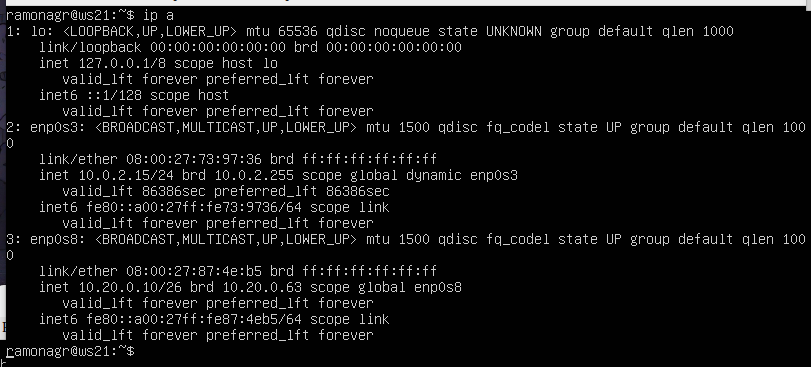 ramonagr@ws21:~$ ip a
1: lo: <LOOPBACK,UP,LOWER_UP> mtu 65536 qdisc noqueue state UNKNOWN group default qlen 1000
    link/loopback 00:00:00:00:00:00 brd 00:00:00:00:00:00
    inet 127.0.0.1/8 scope host lo
       valid_lft forever preferred_lft forever
    inet6 ::1/128 scope host
       valid_lft forever preferred_lft forever
2: enp0s3: <BROADCAST,MULTICAST,UP,LOWER_UP> mtu 1500 qdisc fq_codel state UP group default qlen 100
0
    link/ether 08:00:27:73:97:36 brd ff:ff:ff:ff:ff:ff
    inet 10.0.2.15/24 brd 10.0.2.255 scope global dynamic enp0s3
       valid_lft 86386sec preferred_lft 86386sec
    inet6 fe80::a00:27ff:fe73:9736/64 scope link
       valid_lft forever preferred_lft forever
3: enp0s8: <BROADCAST,MULTICAST,UP,LOWER_UP> mtu 1500 qdisc fq_codel state UP group default qlen 100
0
    link/ether 08:00:27:87:4e:b5 brd ff:ff:ff:ff:ff:ff
    inet 10.20.0.10/26 brd 10.20.0.63 scope global enp0s8
       valid_lft forever preferred_lft forever
    inet6 fe80::a00:27ff:fe87:4eb5/64 scope link
       valid_lft forever preferred_lft forever
ramonagr@ws21:~$